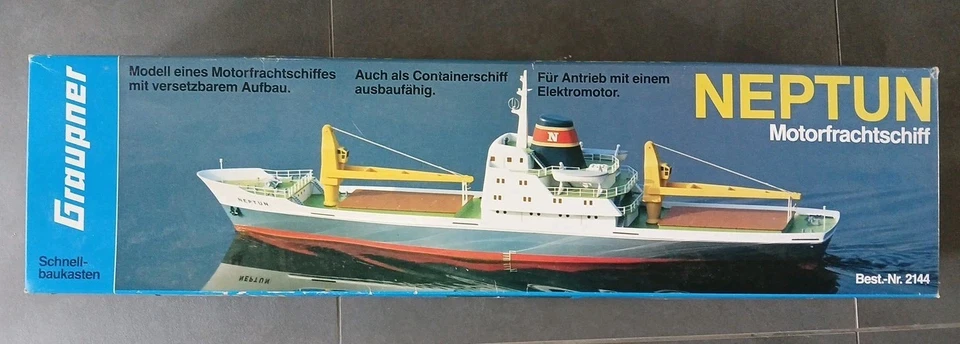 Graupner
Schnell-
baukasten
Modell eines Motorfrachtschiffes
mit versetzbarem Aufbau.
Auch als Containerschiff
ausbaufähig.
Für Antrieb mit einem
Elektromotor.
NEPTUN
Motorfrachtschiff
N
NEPTUN
NEPTUN
Best.-Nr. 2144